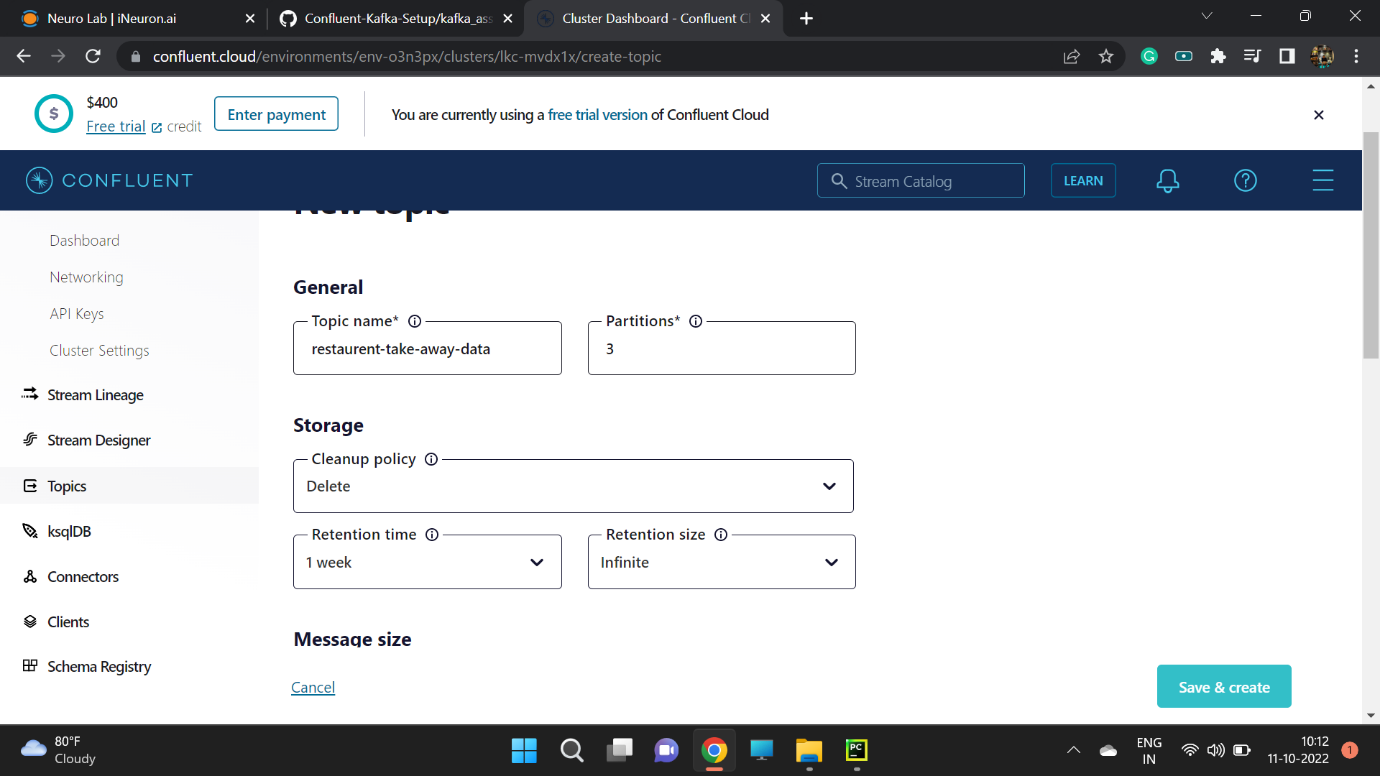 Neuro Lab | iNeuron.ai
Confluent-Kafka-Setup/kafka_ass
Cluster Dashboard - Confluent Cl
confluent.cloud/environments/env-o3n3px/clusters/lkc-mvdx1x/create-topic
$
$400
Free trial credit
Enter payment
You are currently using a free trial version of Confluent Cloud
CONFLUENT
Stream Catalog
LEARN
New topic
Dashboard
Networking
API Keys
Cluster Settings
Stream Lineage
Stream Designer
Topics
ksqlDB
Connectors
Clients
Schema Registry
General
Topic name*
restaurent-take-away-data
Partitions*
3
Storage
Cleanup policy
Delete
Retention time
1 week
Retention size
Infinite
Message size
Cancel
Save & create
80°F
Cloudy
PC
ENG
IN
10:12
11-10-2022
1